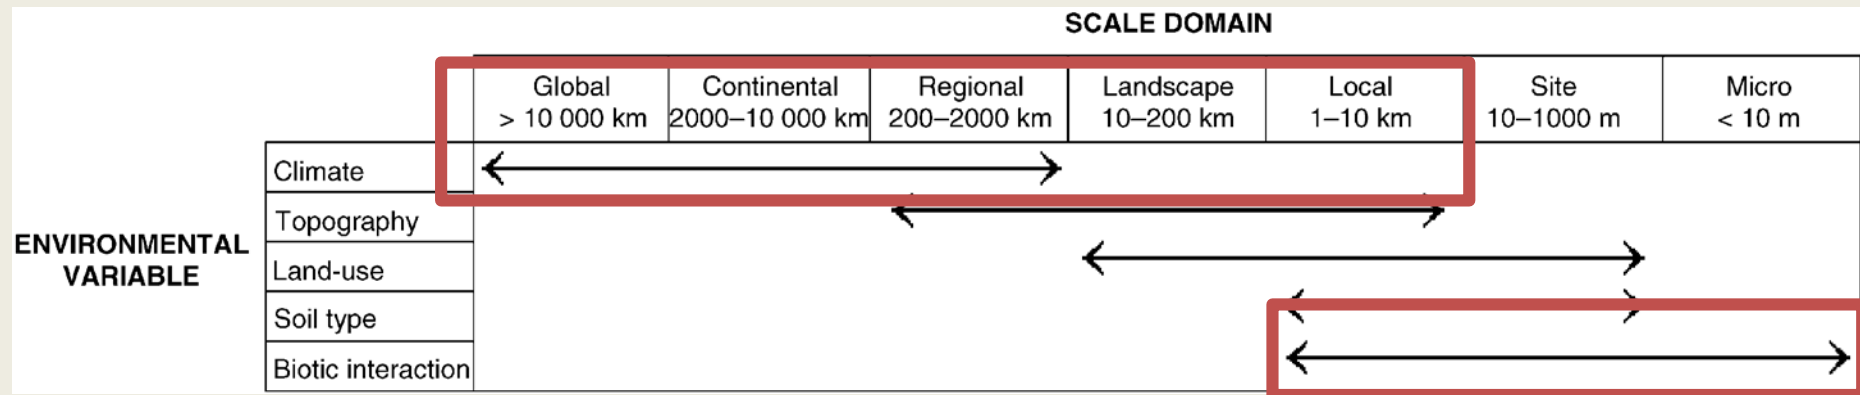 SCALE DOMAIN
Global Continental Regional Landscape Local Site Micro
> 10 000 km 2000–10 000 km 200–2000 km 10–200 km 1–10 km 10–1000 m < 10 m
Climate
Topography
ENVIRONMENTAL
VARIABLE
Land-use
Soil type
Biotic interaction